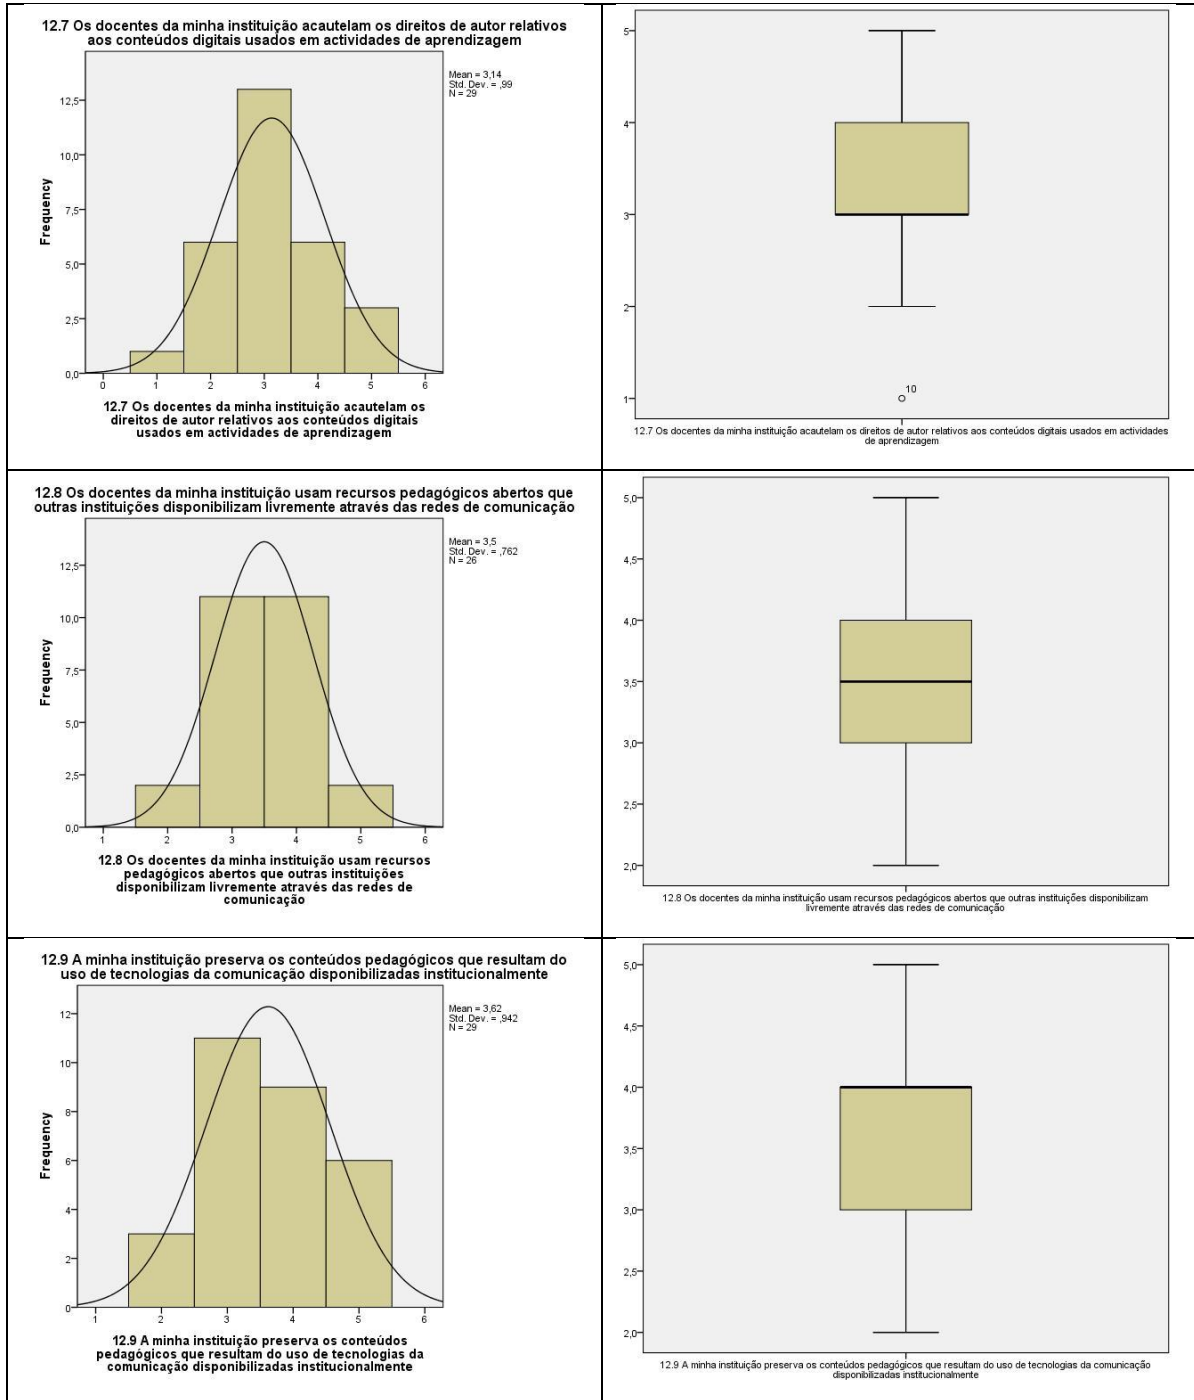 12.7 Os docentes da minha instituição acautelam os direitos de autor relativos
aos conteúdos digitais usados em actividades de aprendizagem
Mean = 3,14
Std. Dev. = ,99
N = 29
Frequency
12,5
10,0
7,5
5,0
2,5
0,0
0 1 2 3 4 5 6
12.7 Os docentes da minha instituição acautelam os
direitos de autor relativos aos conteúdos digitais
usados em actividades de aprendizagem
5
4
3
2
1
10
12.7 Os docentes da minha instituição acautelam os direitos de autor relativos aos conteúdos digitais usados em actividades
de aprendizagem
12.8 Os docentes da minha instituição usam recursos pedagógicos abertos que
outras instituições disponibilizam livremente através das redes de comunicação
Mean = 3,5
Std. Dev. = ,762
N = 26
Frequency
12,5
10,0
7,5
5,0
2,5
0,0
1 2 3 4 5 6
12.8 Os docentes da minha instituição usam recursos
pedagógicos abertos que outras instituições
disponibilizam livremente através das redes de
comunicação
5,0
4,5
4,0
3,5
3,0
2,5
2,0
12.8 Os docentes da minha instituição usam recursos pedagógicos abertos que outras instituições disponibilizam
livremente através das redes de comunicação
12.9 A minha instituição preserva os conteúdos pedagógicos que resultam do
uso de tecnologias da comunicação disponibilizadas institucionalmente
Mean = 3,62
Std. Dev. = ,942
N = 29
Frequency
12
10
8
6
4
2
0
1 2 3 4 5 6
12.9 A minha instituição preserva os conteúdos
pedagógicos que resultam do uso de tecnologias da
comunicação disponibilizadas institucionalmente
5,0
4,5
4,0
3,5
3,0
2,5
2,0
12.9 A minha instituição preserva os conteúdos pedagógicos que resultam do uso de tecnologias da comunicação
disponibilizadas institucionalmente